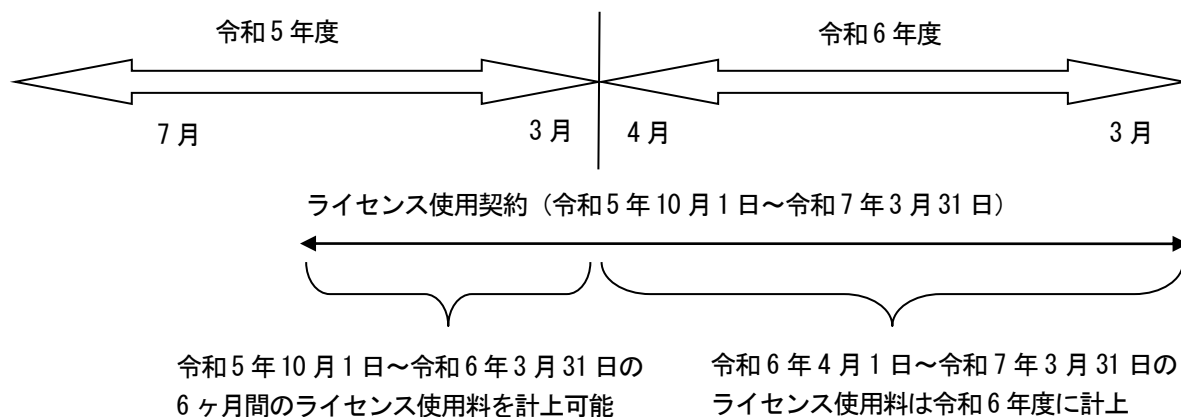 令和5年度
令和6年度
7月
3月
4月
3月
ライセンス使用契約（令和5年10月1日～令和7年3月31日）
令和5年10月1日～令和6年3月31日の
6ヶ月間のライセンス使用料を計上可能
令和6年4月1日～令和7年3月31日の
ライセンス使用料は令和6年度に計上